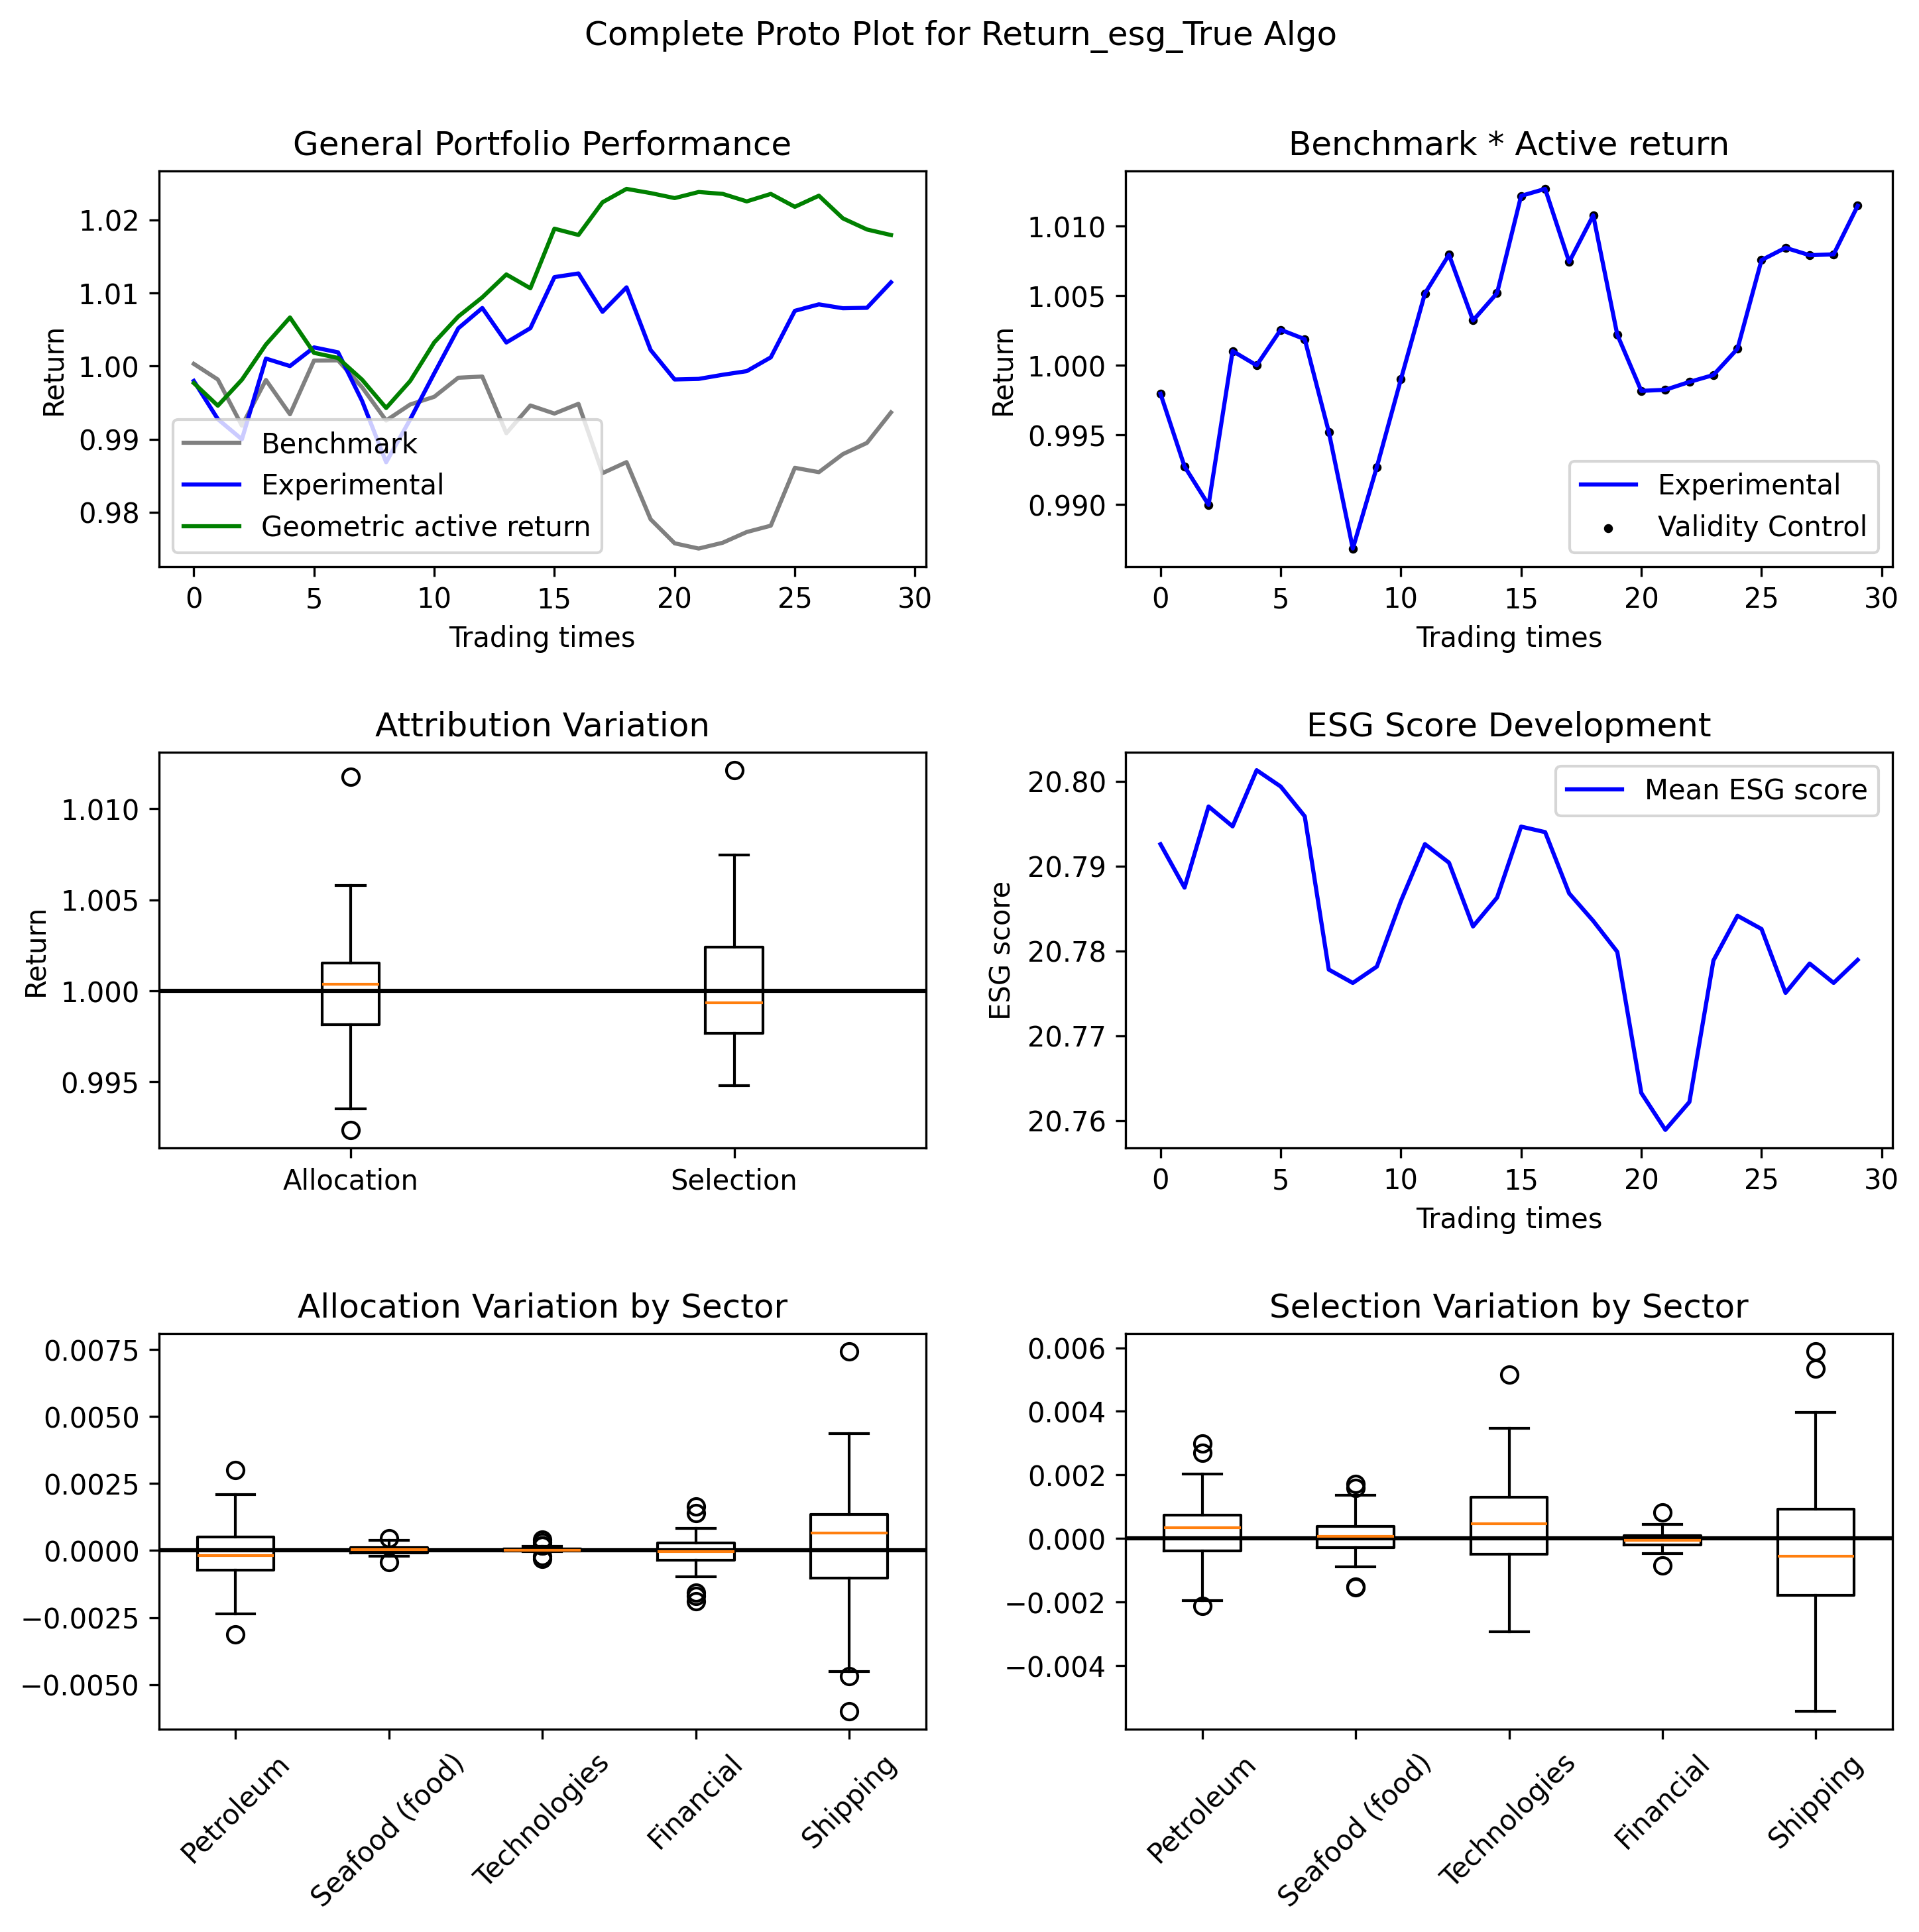 Complete Proto Plot for Return_esg_True Algo
General Portfolio Performance
Return
1.02
1.01
1.00
0.99
0.98
Benchmark
Experimental
Geometric active return
0 5 10 15 20 25 30
Trading times
Benchmark * Active return
Return
1.010
1.005
1.000
0.995
0.990
Experimental
Validity Control
0 5 10 15 20 25 30
Trading times
Attribution Variation
Return
1.010
1.005
1.000
0.995
Allocation Selection
ESG Score Development
ESG score
20.80
20.79
20.78
20.77
20.76
Mean ESG score
0 5 10 15 20 25 30
Trading times
Allocation Variation by Sector
0.0075
0.0050
0.0025
0.0000
−0.0025
−0.0050
Petroleum
Seafood (food)
Technologies
Financial
Shipping
Selection Variation by Sector
0.006
0.004
0.002
0.000
−0.002
−0.004
Petroleum
Seafood (food)
Technologies
Financial
Shipping